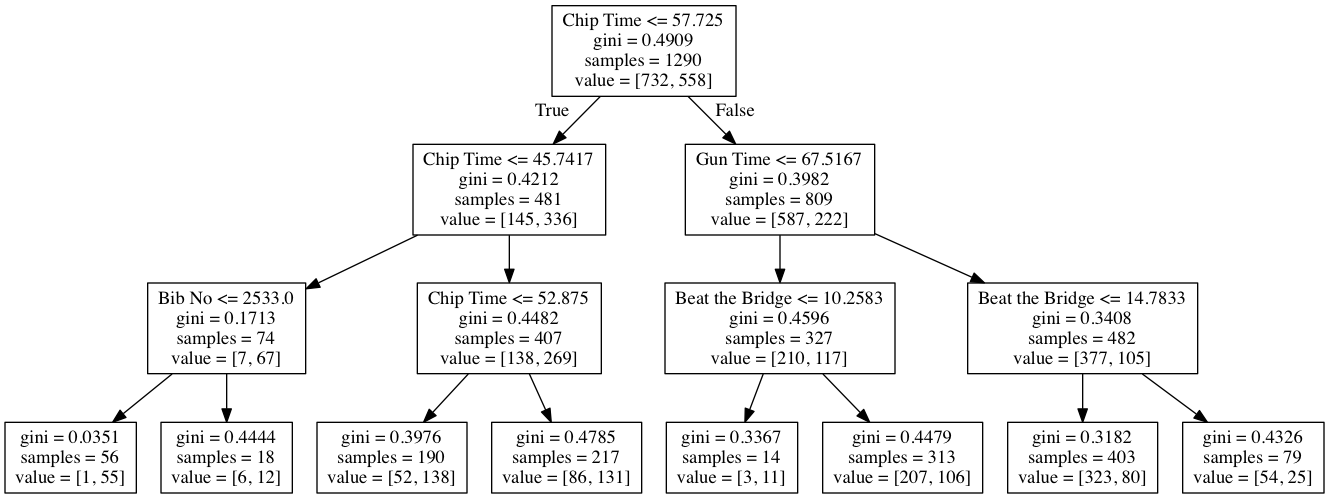 Chip Time <= 57.725
gini = 0.4909
samples = 1290
value = [732, 558]
True
False
Chip Time <= 45.7417
gini = 0.4212
samples = 481
value = [145, 336]
Gun Time <= 67.5167
gini = 0.3982
samples = 809
value = [587, 222]
Bib No <= 2533.0
gini = 0.1713
samples = 74
value = [7, 67]
Chip Time <= 52.875
gini = 0.4482
samples = 407
value = [138, 269]
Beat the Bridge <= 10.2583
gini = 0.4596
samples = 327
value = [210, 117]
Beat the Bridge <= 14.7833
gini = 0.3408
samples = 482
value = [377, 105]
gini = 0.0351
samples = 56
value = [1, 55]
gini = 0.4444
samples = 18
value = [6, 12]
gini = 0.3976
samples = 190
value = [52, 138]
gini = 0.4785
samples = 217
value = [86, 131]
gini = 0.3367
samples = 14
value = [3, 11]
gini = 0.4479
samples = 313
value = [207, 106]
gini = 0.3182
samples = 403
value = [323, 80]
gini = 0.4326
samples = 79
value = [54, 25]